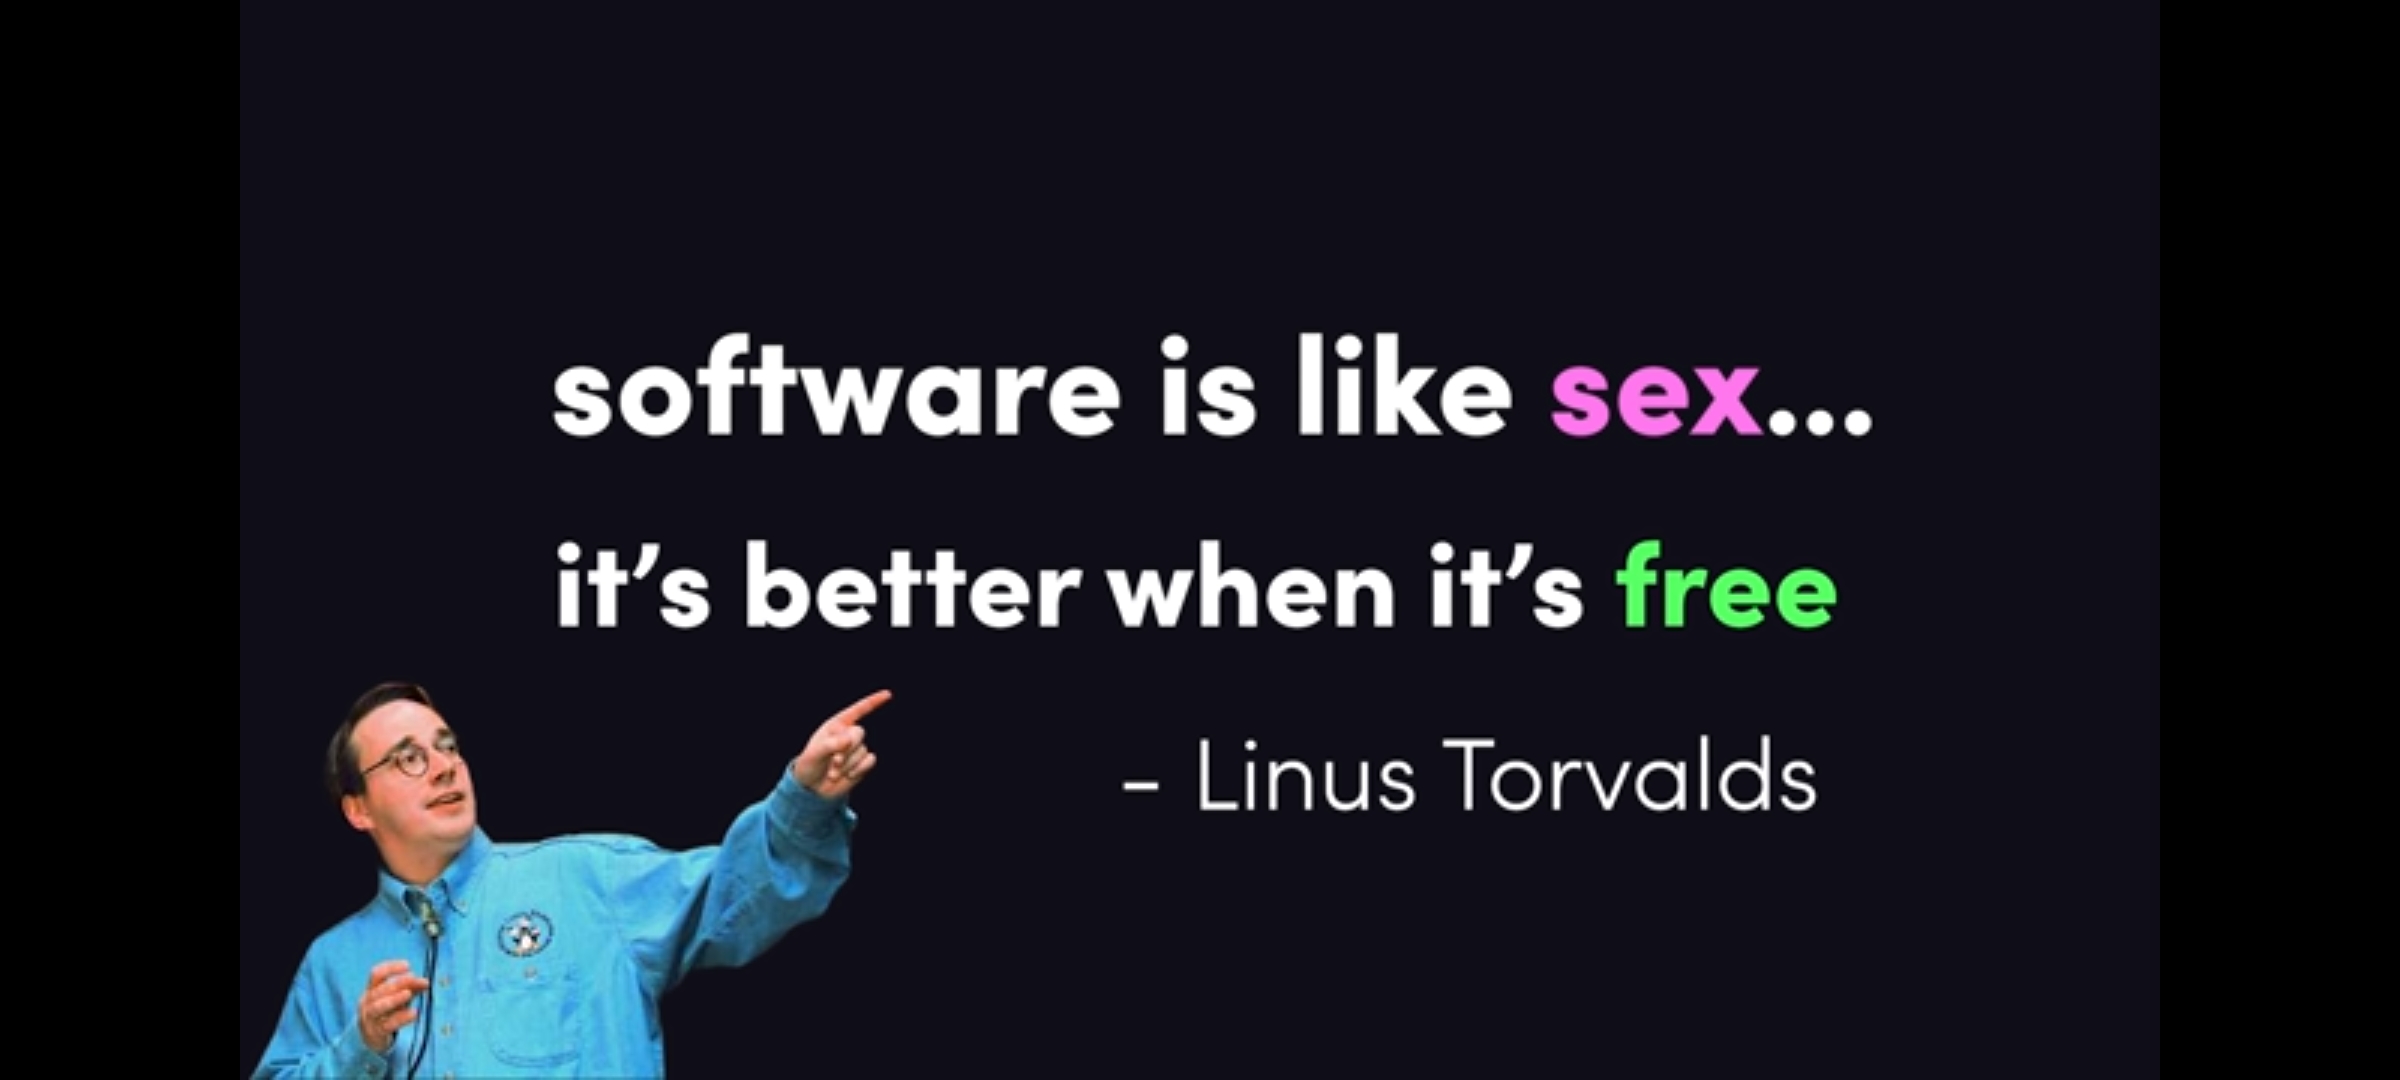 software is like sex...
it’s better when it’s free
- Linus Torvalds